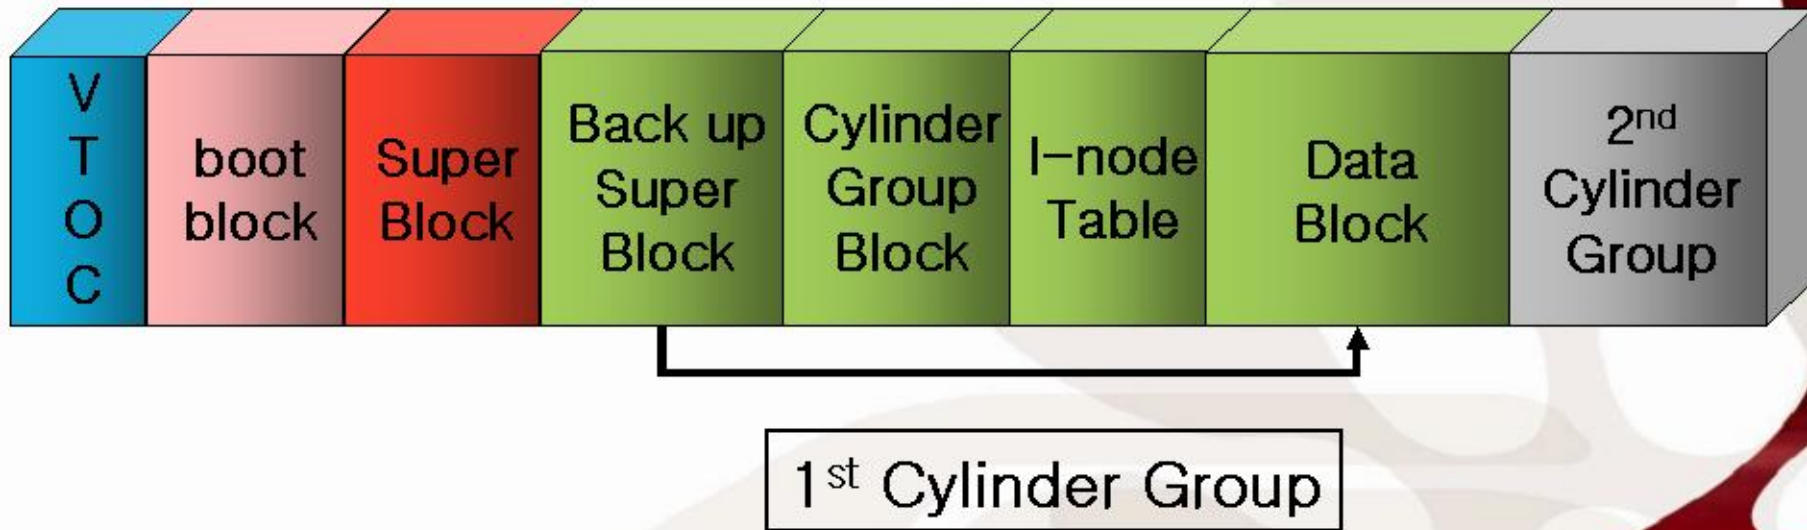 V
T
O
C
boot
block
Super
Block
Back up
Super
Block
Cylinder
Group
Block
I-node
Table
Data
Block
2nd
Cylinder
Group
1st Cylinder Group